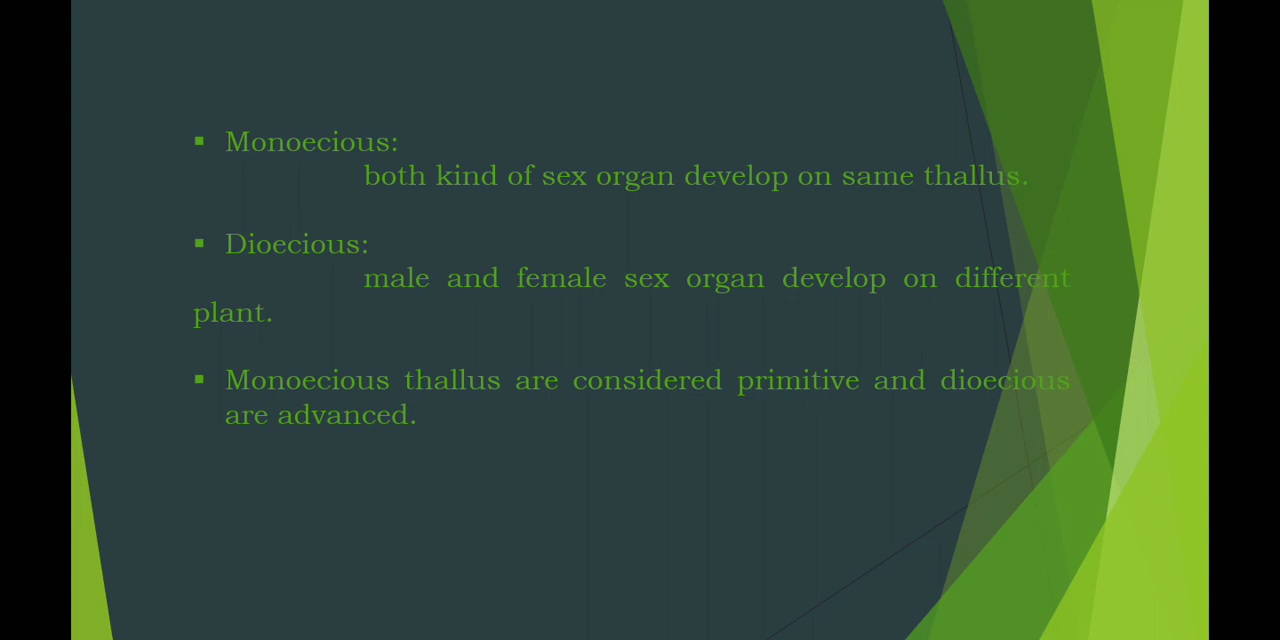 ▪ Monoecious:
both kind of sex organ develop on same thallus.
▪ Dioecious:
male and female sex organ develop on different
plant.
▪ Monoecious thallus are considered primitive and dioecious
are advanced.